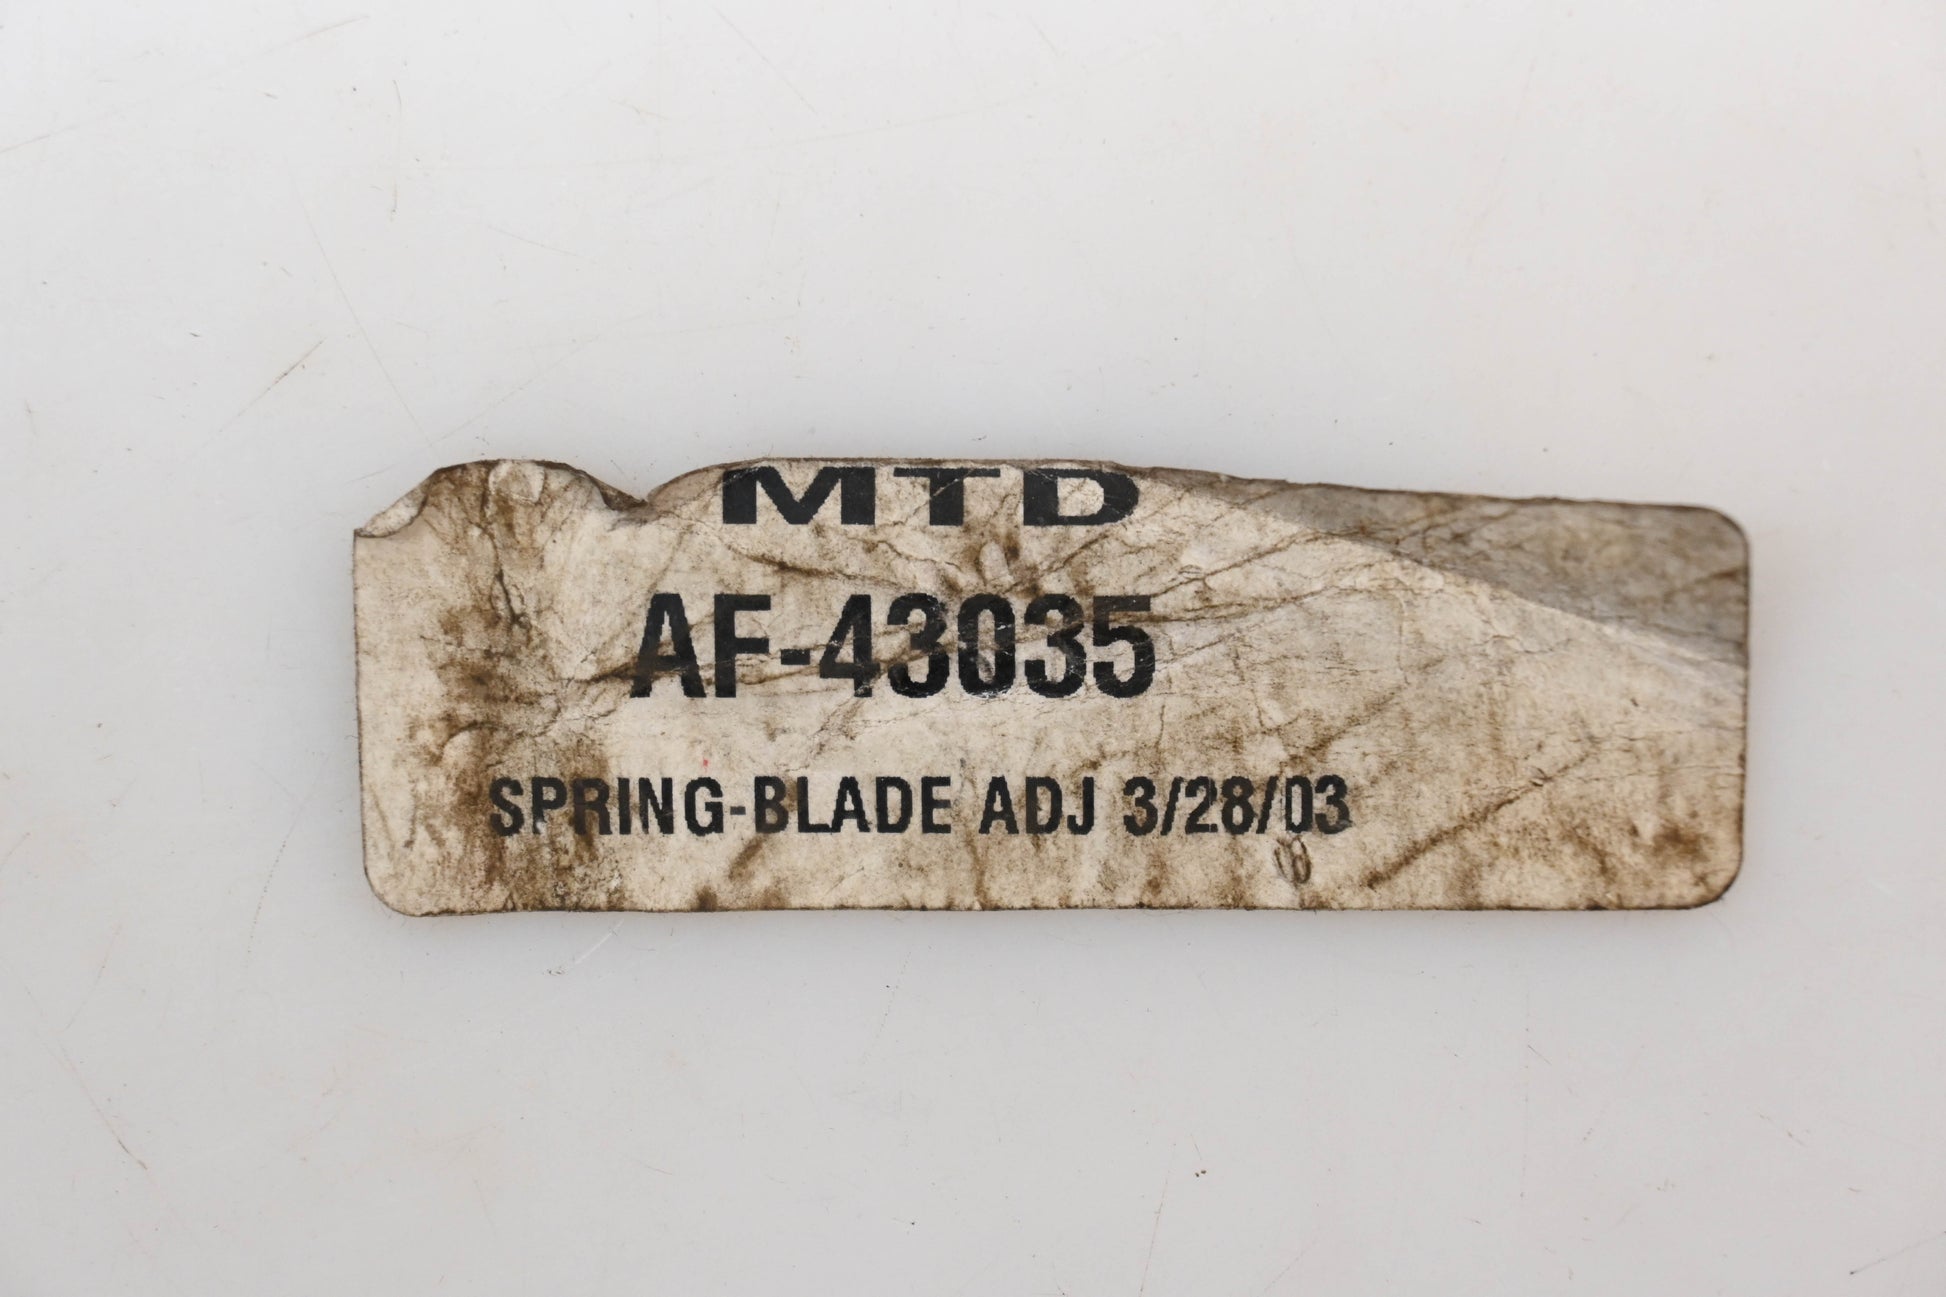 MTD
AF-43035
SPRING-BLADE ADJ 3/28/03